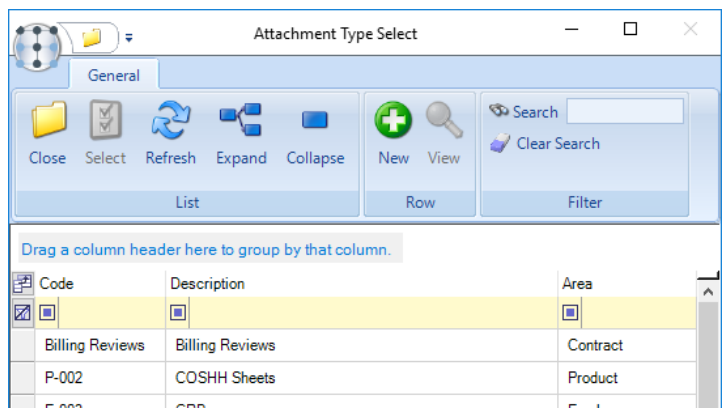 Attachment Type Select
General
Close Select Refresh Expand Collapse
New View
Search
Clear Search
List Row Filter
Drag a column header here to group by that column.
Code Description Area
Billing Reviews Billing Reviews Contract
P-002 COSHH Sheets Product